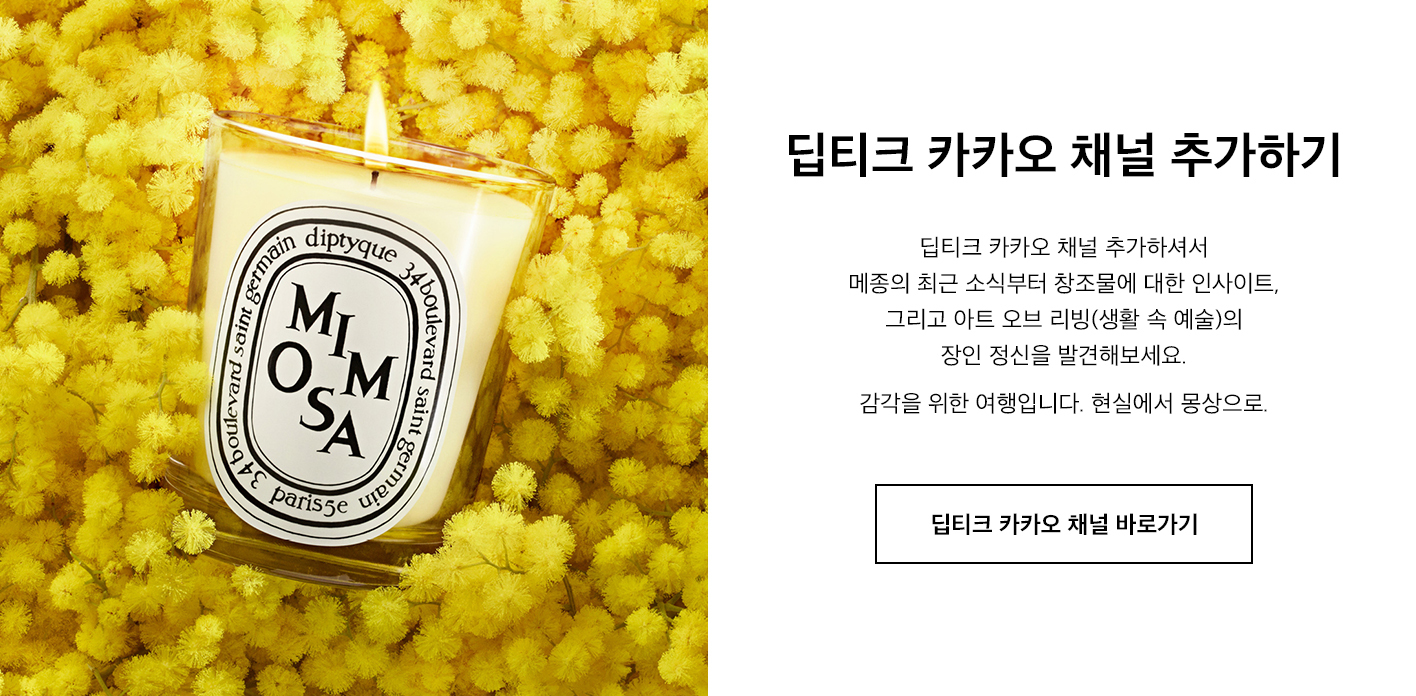 diptyque 34 boulevard saint germain paris5e 34 boulevard saint germain
MIMOSA
딥티크 카카오 채널 추가하기
딥티크 카카오 채널 추가하셔서
메종의 최근 소식부터 창조물에 대한 인사이트,
그리고 아트 오브 리빙(생활 속 예술)의
장인 정신을 발견해보세요.
감각을 위한 여행입니다. 현실에서 몽상으로.
딥티크 카카오 채널 바로가기